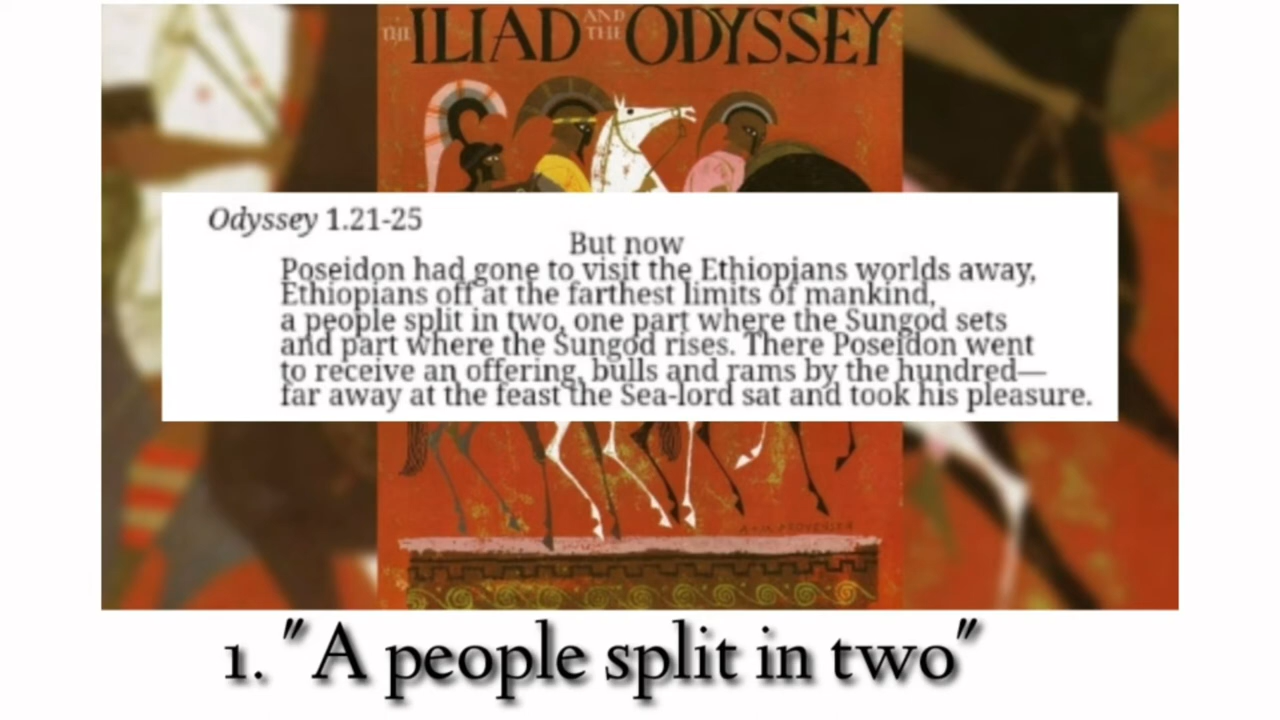 THE ILIAD AND THE ODYSSEY
Odyssey 1.21-25
But now
Poseidon had gone to visit the Ethiopians worlds away,
Ethiopians off at the farthest limits of mankind,
a people split in two, one part where the Sungod sets
and part where the Sungod rises. There Poseidon went
to receive an offering, bulls and rams by the hundred—
far away at the feast the Sea-lord sat and took his pleasure.
A & M PROVENSEN
1. "A people split in two"